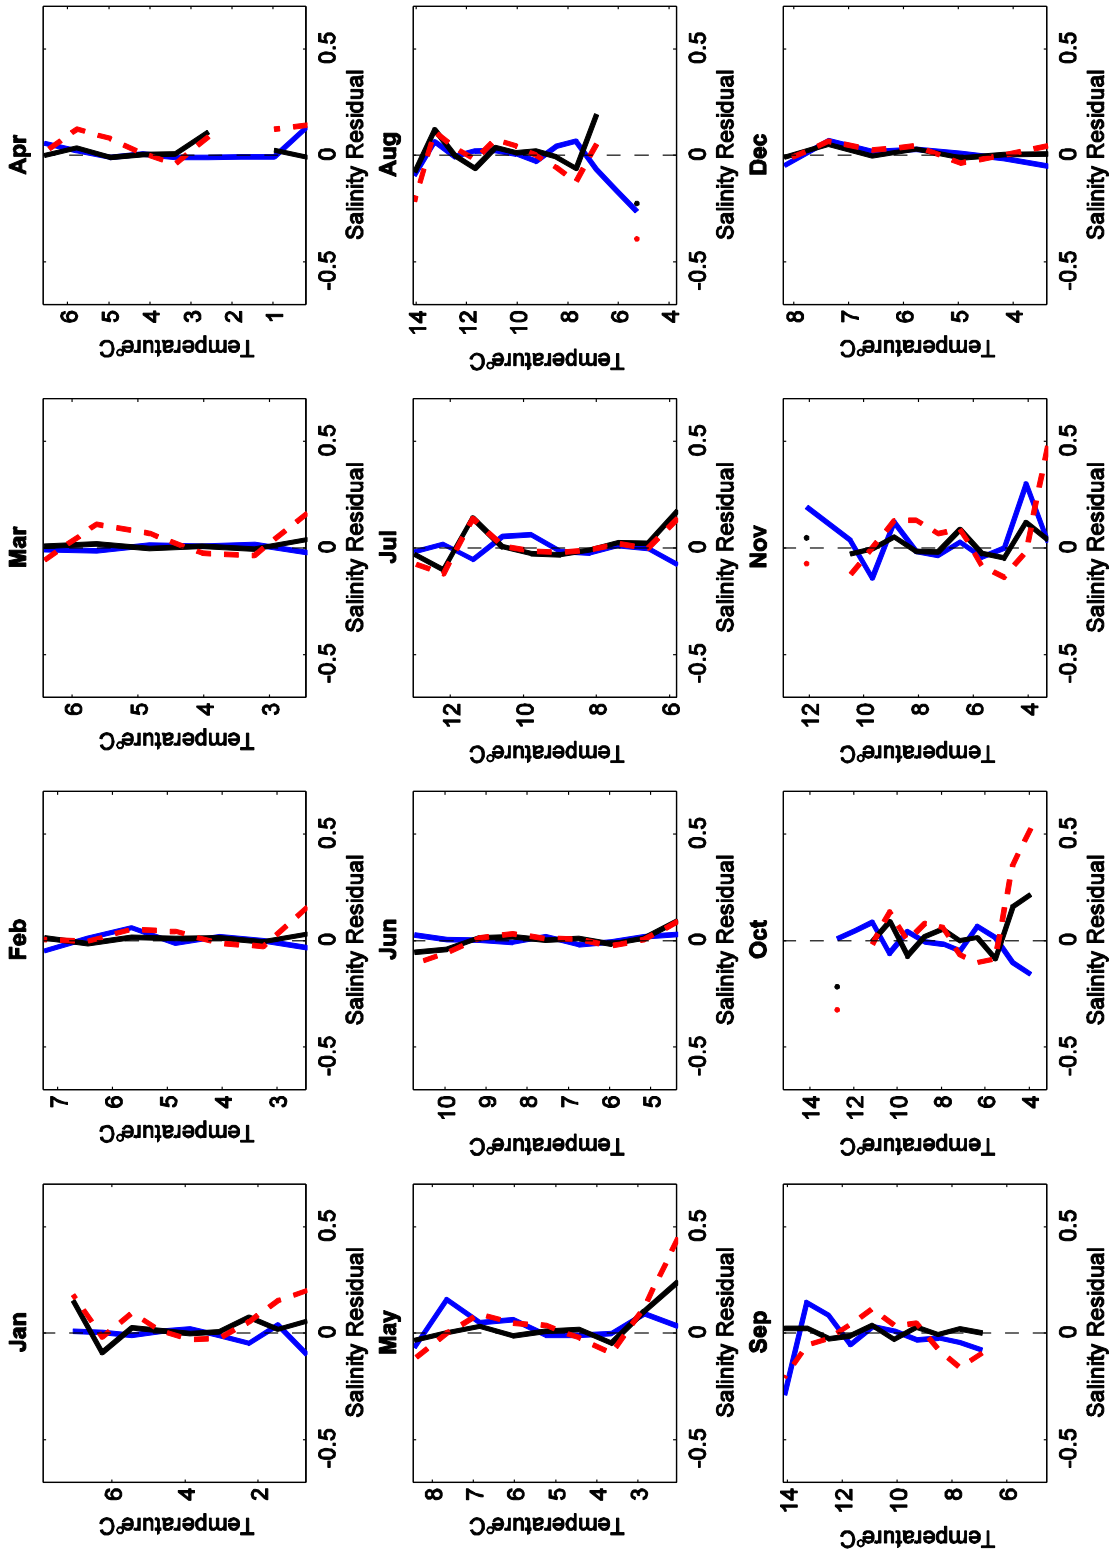 Jan
Temperature°C
6
4
2
-0.5 0 0.5
Salinity Residual
Feb
Temperature°C
7
6
5
4
3
-0.5 0 0.5
Salinity Residual
Mar
Temperature°C
6
5
4
3
-0.5 0 0.5
Salinity Residual
Apr
Temperature°C
6
5
4
3
2
1
-0.5 0 0.5
Salinity Residual
May
Temperature°C
8
7
6
5
4
3
-0.5 0 0.5
Salinity Residual
Jun
Temperature°C
10
9
8
7
6
5
-0.5 0 0.5
Salinity Residual
Jul
Temperature°C
12
10
8
6
-0.5 0 0.5
Salinity Residual
Aug
Temperature°C
14
12
10
8
6
4
-0.5 0 0.5
Salinity Residual
Sep
Temperature°C
14
12
10
8
6
-0.5 0 0.5
Salinity Residual
Oct
Temperature°C
14
12
10
8
6
4
-0.5 0 0.5
Salinity Residual
Nov
Temperature°C
12
10
8
6
4
-0.5 0 0.5
Salinity Residual
Dec
Temperature°C
8
7
6
5
4
-0.5 0 0.5
Salinity Residual